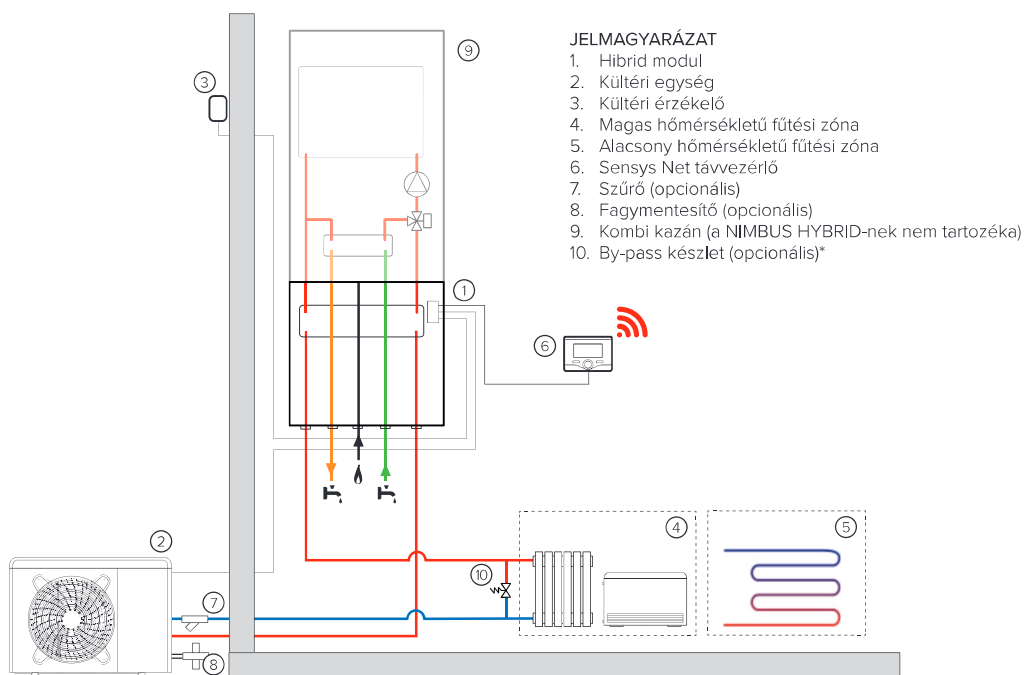 JELMAGYARÁZAT
1. Hibrid modul
2. Kültéri egység
3. Kültéri érzékelő
4. Magas hőmérsékletű fűtési zóna
5. Alacsony hőmérsékletű fűtési zóna
6. Sensys Net távvezérlő
7. Szűrő (opcionális)
8. Fagymentesítő (opcionális)
9. Kombi kazán (a NIMBUS HYBRID-nek nem tartozéka)
10. By-pass készlet (opcionális)*
9
3
1
6
4
5
2
10
7
8